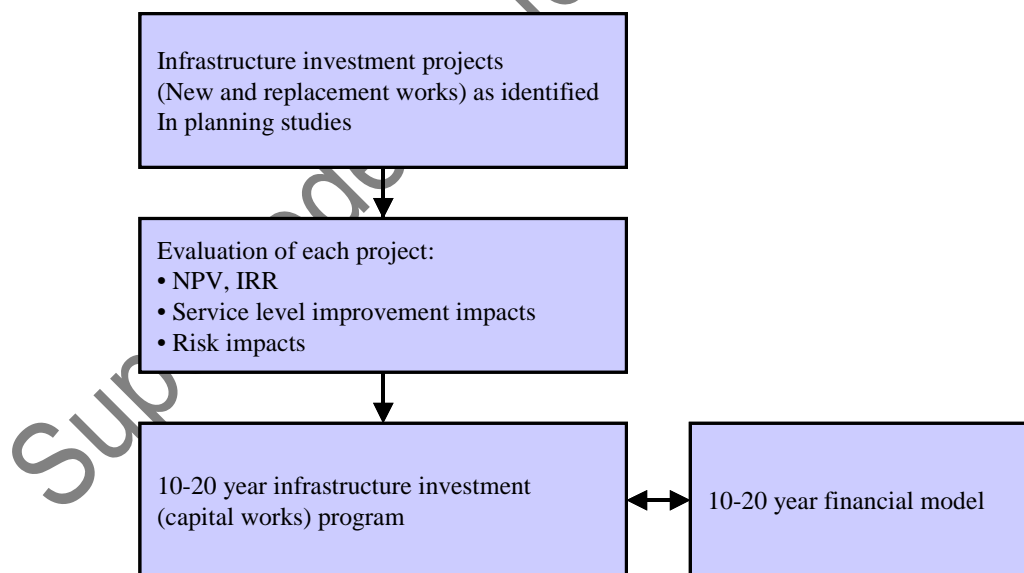 Infrastructure investment projects
(New and replacement works) as identified
In planning studies
Evaluation of each project:
• NPV, IRR
• Service level improvement impacts
• Risk impacts
10-20 year infrastructure investment
(capital works) program
10-20 year financial model